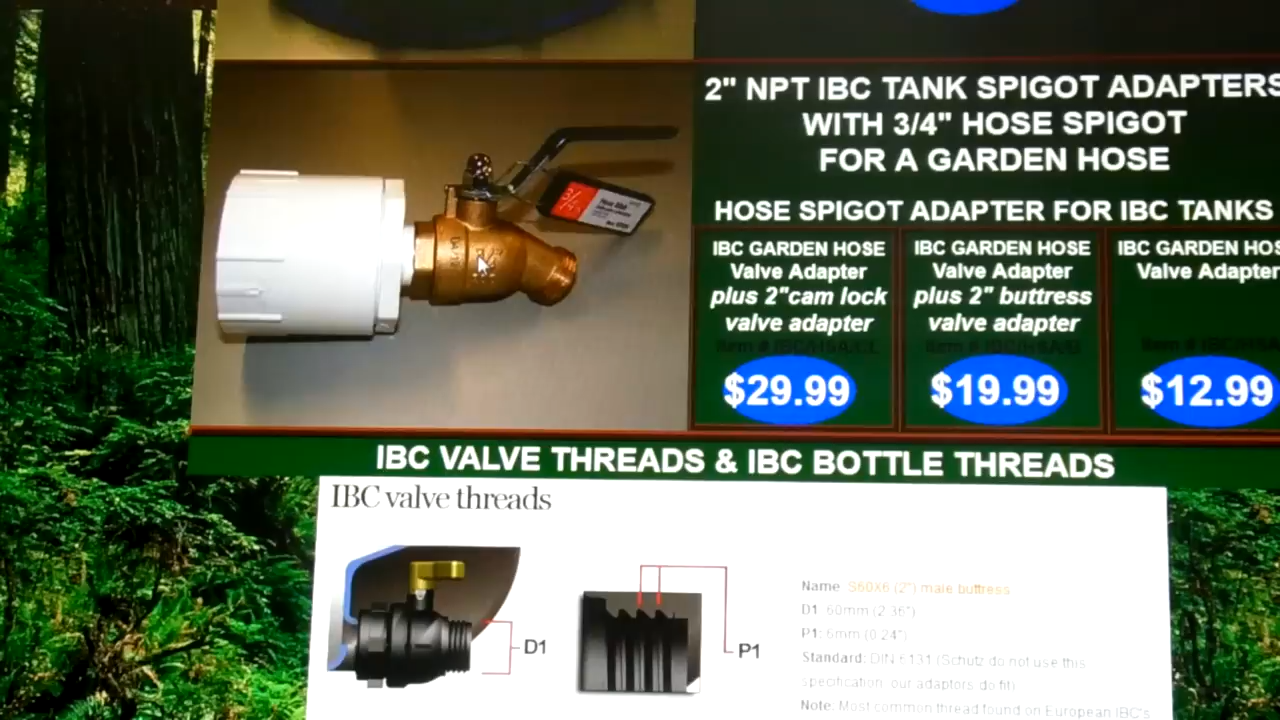 2" NPT IBC TANK SPIGOT ADAPTERS
WITH 3/4" HOSE SPIGOT
FOR A GARDEN HOSE
HOSE SPIGOT ADAPTER FOR IBC TANKS
IBC GARDEN HOSE
Valve Adapter
plus 2"cam lock
valve adapter
$29.99
IBC GARDEN HOSE
Valve Adapter
plus 2" buttress
valve adapter
$19.99
IBC GARDEN HOS
Valve Adapter
$12.99
IBC VALVE THREADS & IBC BOTTLE THREADS
IBC valve threads
D1
P1
Name: S60X6 (2") male buttress
D1: 60mm (2.36")
P1: 6mm (0.24")
Standard: DIN 6131 (Schutz do not use this
specification, our adaptors do fit)
Note: Most common thread found on European IBC's